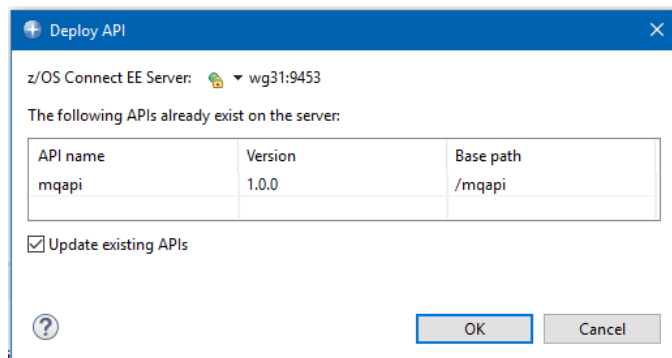 Deploy API
z/OS Connect EE Server: wg31:9453
The following APIs already exist on the server:
API name Version Base path
mqapi 1.0.0 /mqapi
Update existing APIs
? OK Cancel